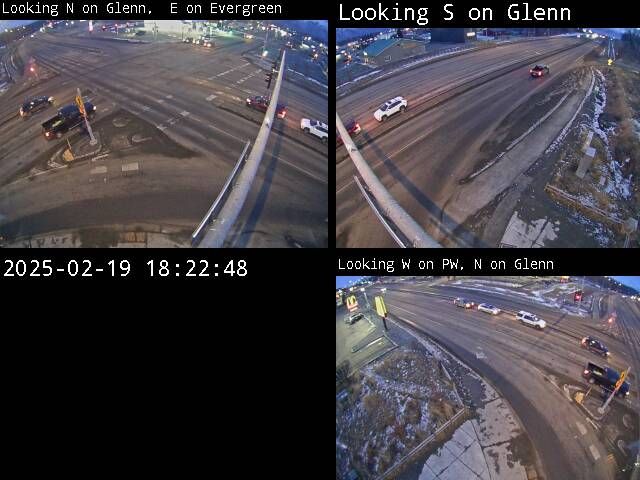 Looking N on Glenn, E on Evergreen
Looking S on Glenn
2025-02-19 18:22:48
Looking W on PW, N on Glenn